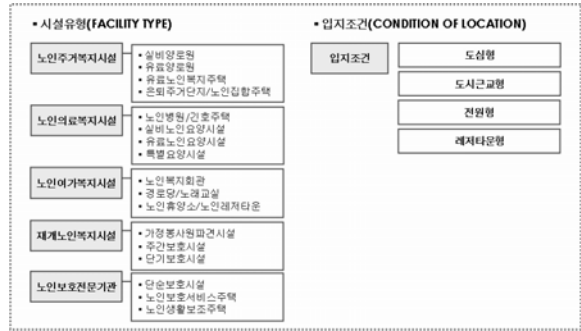 ▪ 시설유형(FACILITY TYPE)
노인주거복지시설
▪ 실비양로원
▪ 유료양로원
▪ 유료노인복지주택
▪ 은퇴주거단지/노인집합주택
노인의료복지시설
▪ 노인병원/간호주택
▪ 실비노인요양시설
▪ 유료노인요양시설
▪ 특별요양시설
노인여가복지시설
▪ 노인복지회관
▪ 경로당/노래교실
▪ 노인휴양소/노인레저타운
재개노인복지시설
▪ 가정봉사원파견시설
▪ 주간보호시설
▪ 단기보호시설
노인보호전문기관
▪ 단순보호시설
▪ 노인보호서비스주택
▪ 노인생활보조주택
▪ 입지조건(CONDITION OF LOCATION)
입지조건
도심형
도시근교형
전원형
레저타운형